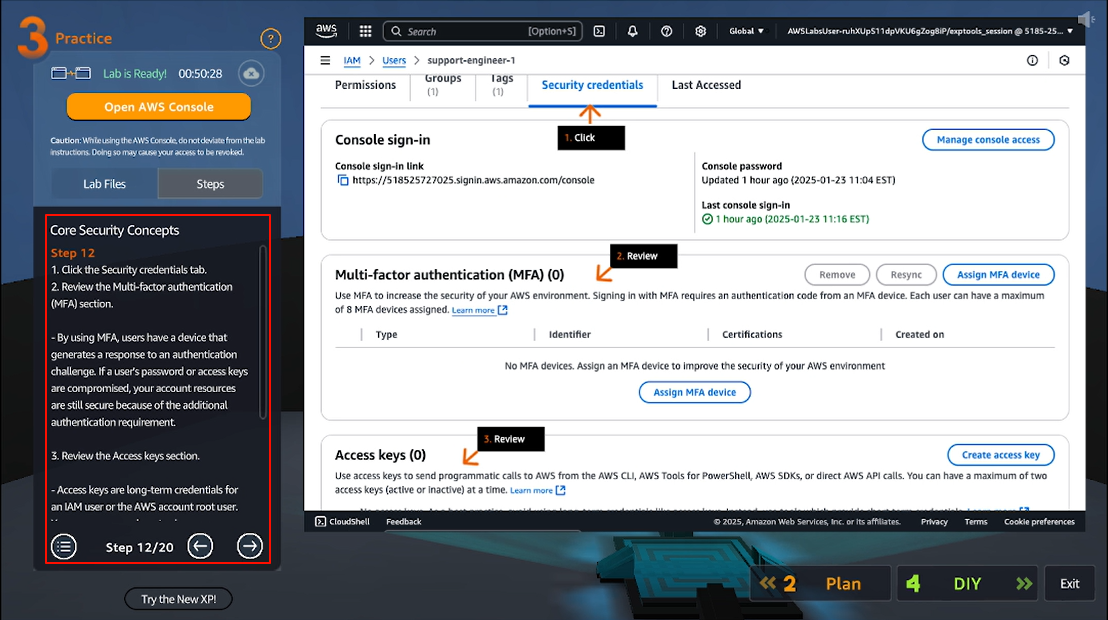 3 Practice
?
Lab is Ready! 00:50:28
Open AWS Console
Caution: While using the AWS Console, do not deviate from the lab
instructions. Doing so may cause your access to be revoked.
Lab Files Steps
Core Security Concepts
Step 12
1. Click the Security credentials tab.
2. Review the Multi-factor authentication
(MFA) section.
- By using MFA, users have a device that
generates a response to an authentication
challenge. If a user's password or access keys
are compromised, your account resources
are still secure because of the additional
authentication requirement.
3. Review the Access keys section.
- Access keys are long-term credentials for
an IAM user or the AWS account root user.
Step 12/20
Try the New XP!
aws Search [Option+S] Global AWSLabsUser-ruhXUpS11dpVKU6gZog8iP/exptools_session @ 5185-25...
IAM > Users > support-engineer-1
Permissions Groups (1) Tags (1) Security credentials Last Accessed
1. Click
Console sign-in Manage console access
Console sign-in link
https://518525727025.signin.aws.amazon.com/console
Console password
Updated 1 hour ago (2025-01-23 11:04 EST)
Last console sign-in
1 hour ago (2025-01-23 11:16 EST)
2. Review
Multi-factor authentication (MFA) (0) Remove Resync Assign MFA device
Use MFA to increase the security of your AWS environment. Signing in with MFA requires an authentication code from an MFA device. Each user can have a maximum
of 8 MFA devices assigned. Learn more
Type Identifier Certifications Created on
No MFA devices. Assign an MFA device to improve the security of your AWS environment
Assign MFA device
3. Review
Access keys (0) Create access key
Use access keys to send programmatic calls to AWS from the AWS CLI, AWS Tools for PowerShell, AWS SDKs, or direct AWS API calls. You can have a maximum of two
access keys (active or inactive) at a time. Learn more
CloudShell Feedback © 2025, Amazon Web Services, Inc. or its affiliates. Privacy Terms Cookie preferences
2 Plan 4 DIY Exit